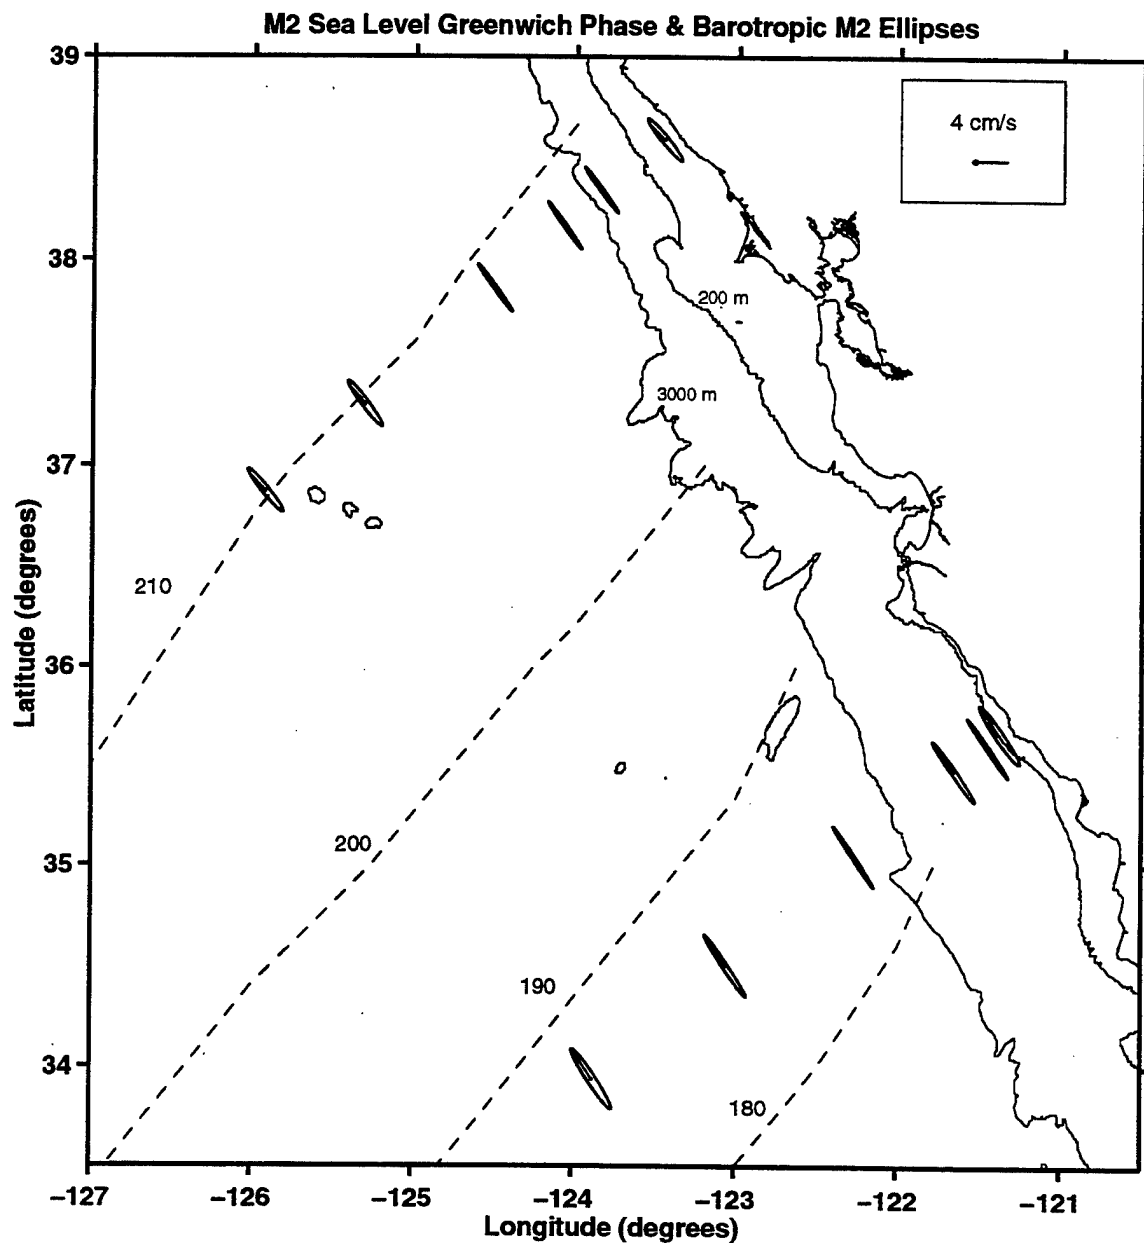 M2 Sea Level Greenwich Phase & Barotropic M2 Ellipses
39
4 cm/s
38
200 m
3000 m
37
210
36
200
35
190
34
180
Latitude (degrees)
−127
−126
−125
−124
−123
−122
−121
Longitude (degrees)